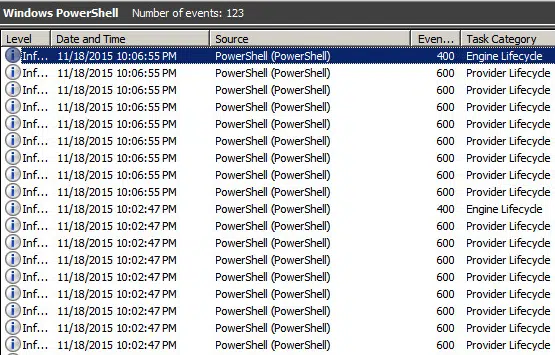 Windows PowerShell Number of events: 123
Level Date and Time Source Even... Task Category
Inf... 11/18/2015 10:06:55 PM PowerShell (PowerShell) 400 Engine Lifecycle
Inf... 11/18/2015 10:06:55 PM PowerShell (PowerShell) 600 Provider Lifecycle
Inf... 11/18/2015 10:06:55 PM PowerShell (PowerShell) 600 Provider Lifecycle
Inf... 11/18/2015 10:06:55 PM PowerShell (PowerShell) 600 Provider Lifecycle
Inf... 11/18/2015 10:06:55 PM PowerShell (PowerShell) 600 Provider Lifecycle
Inf... 11/18/2015 10:06:55 PM PowerShell (PowerShell) 600 Provider Lifecycle
Inf... 11/18/2015 10:06:55 PM PowerShell (PowerShell) 600 Provider Lifecycle
Inf... 11/18/2015 10:06:55 PM PowerShell (PowerShell) 600 Provider Lifecycle
Inf... 11/18/2015 10:06:55 PM PowerShell (PowerShell) 600 Provider Lifecycle
Inf... 11/18/2015 10:02:47 PM PowerShell (PowerShell) 400 Engine Lifecycle
Inf... 11/18/2015 10:02:47 PM PowerShell (PowerShell) 600 Provider Lifecycle
Inf... 11/18/2015 10:02:47 PM PowerShell (PowerShell) 600 Provider Lifecycle
Inf... 11/18/2015 10:02:47 PM PowerShell (PowerShell) 600 Provider Lifecycle
Inf... 11/18/2015 10:02:47 PM PowerShell (PowerShell) 600 Provider Lifecycle
Inf... 11/18/2015 10:02:47 PM PowerShell (PowerShell) 600 Provider Lifecycle
Inf... 11/18/2015 10:02:47 PM PowerShell (PowerShell) 600 Provider Lifecycle
Inf... 11/18/2015 10:02:47 PM PowerShell (PowerShell) 600 Provider Lifecycle
Inf... 11/18/2015 10:02:47 PM PowerShell (PowerShell) 600 Provider Lifecycle